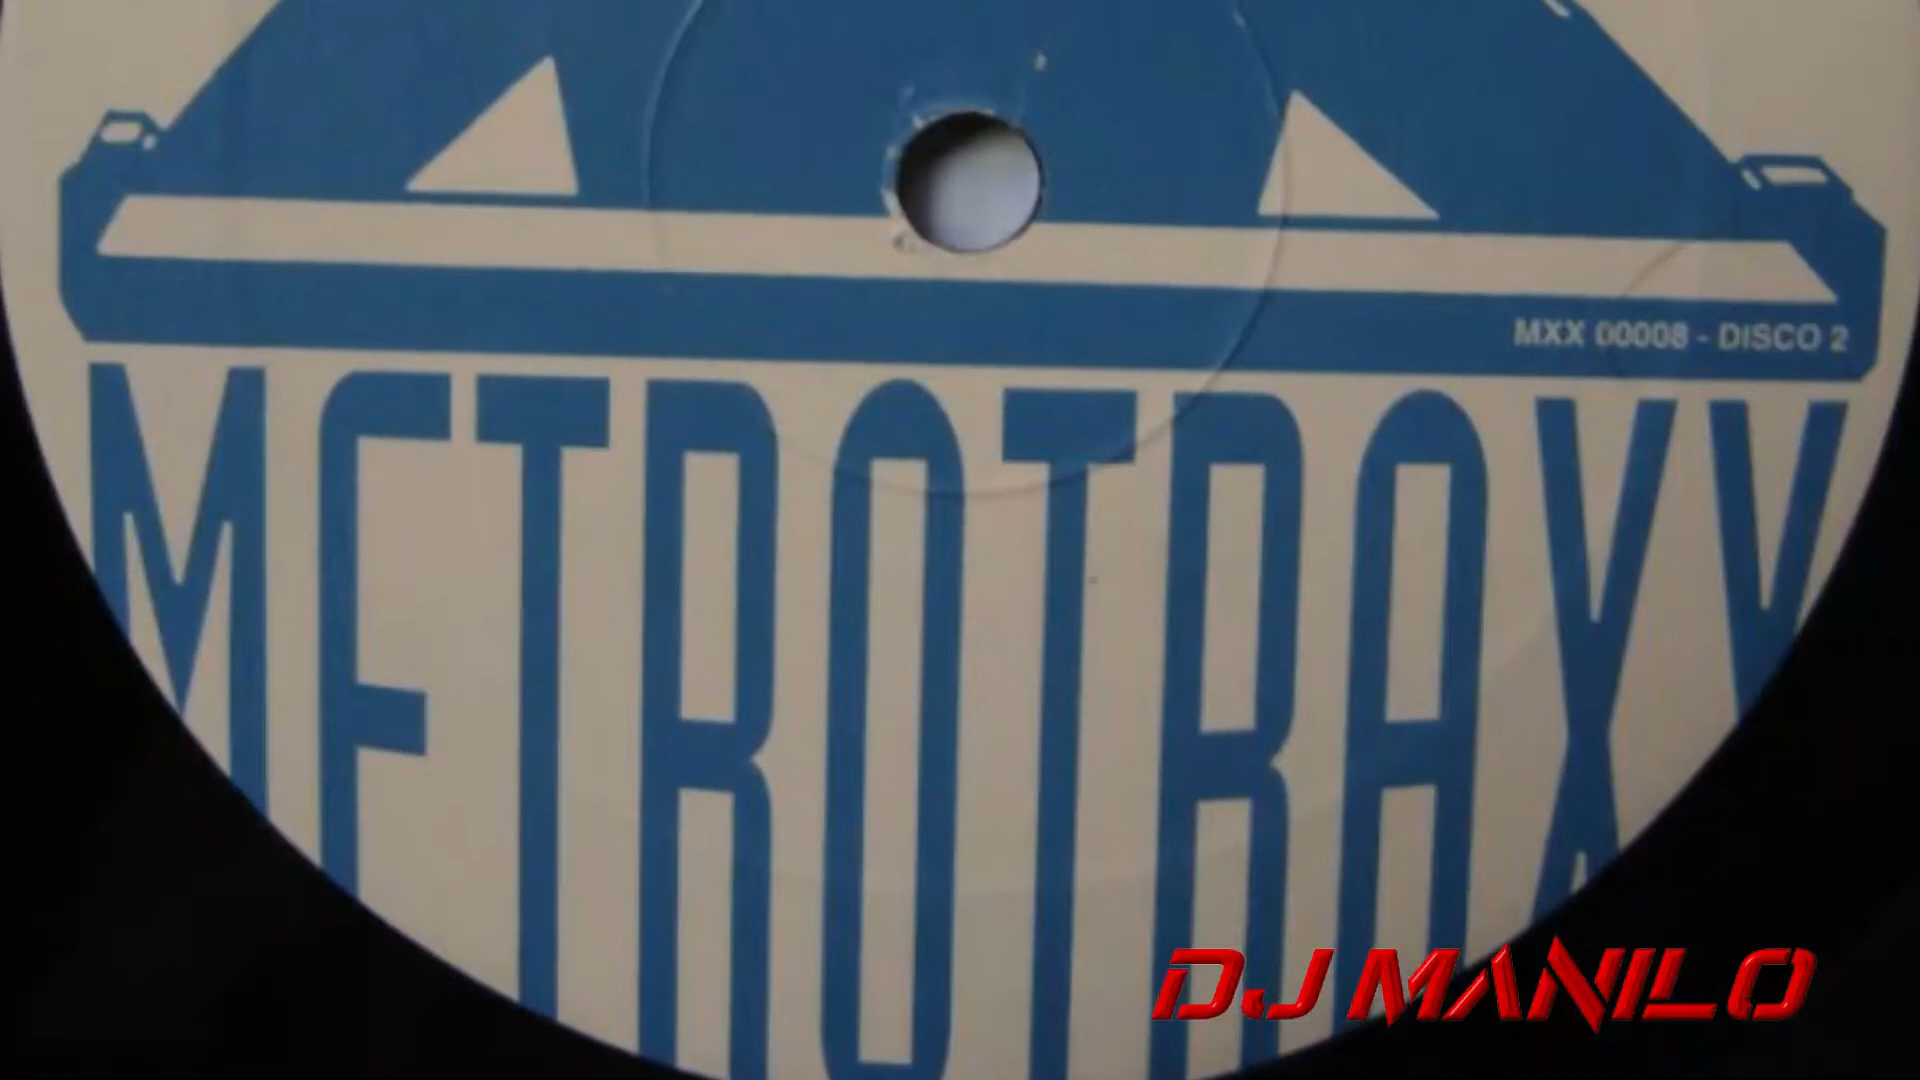 MXX 00008 - DISCO 2
METROTRAXX
DJ MANILO